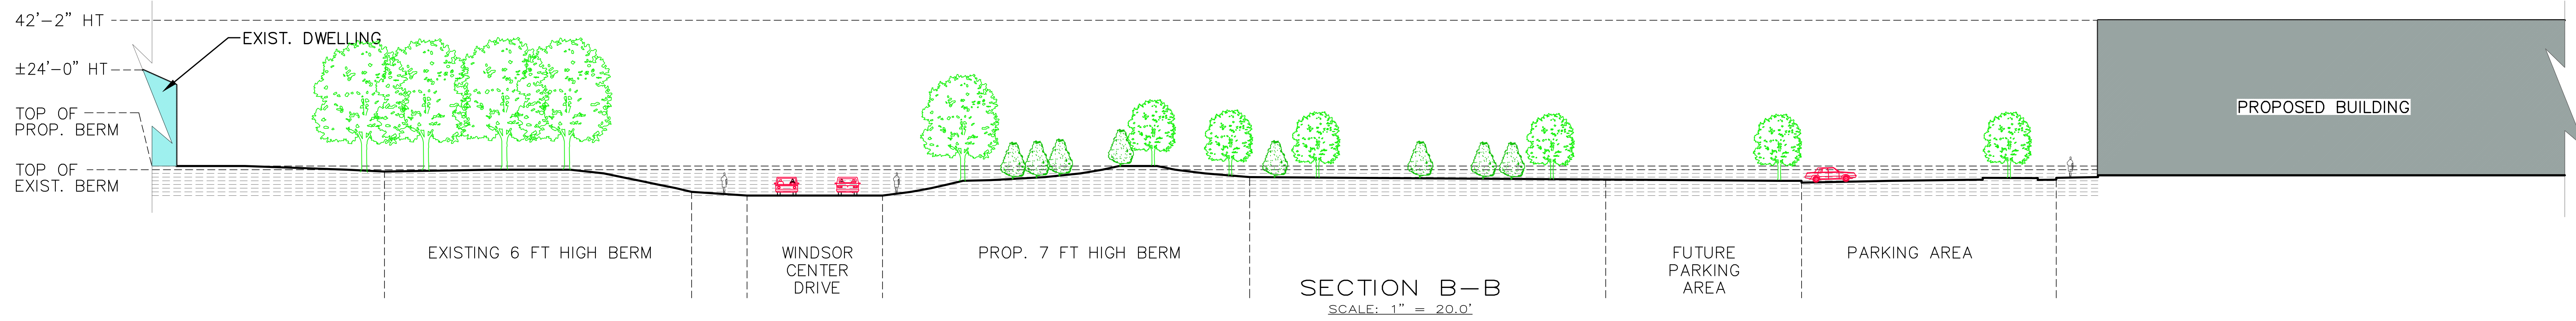 42'-2" HT
EXIST. DWELLING
±24'-0" HT
TOP OF
PROP. BERM
TOP OF
EXIST. BERM
PROPOSED BUILDING
EXISTING 6 FT HIGH BERM
WINDSOR
CENTER
DRIVE
PROP. 7 FT HIGH BERM
FUTURE
PARKING
AREA
PARKING AREA
SECTION B-B
SCALE: 1" = 20.0'